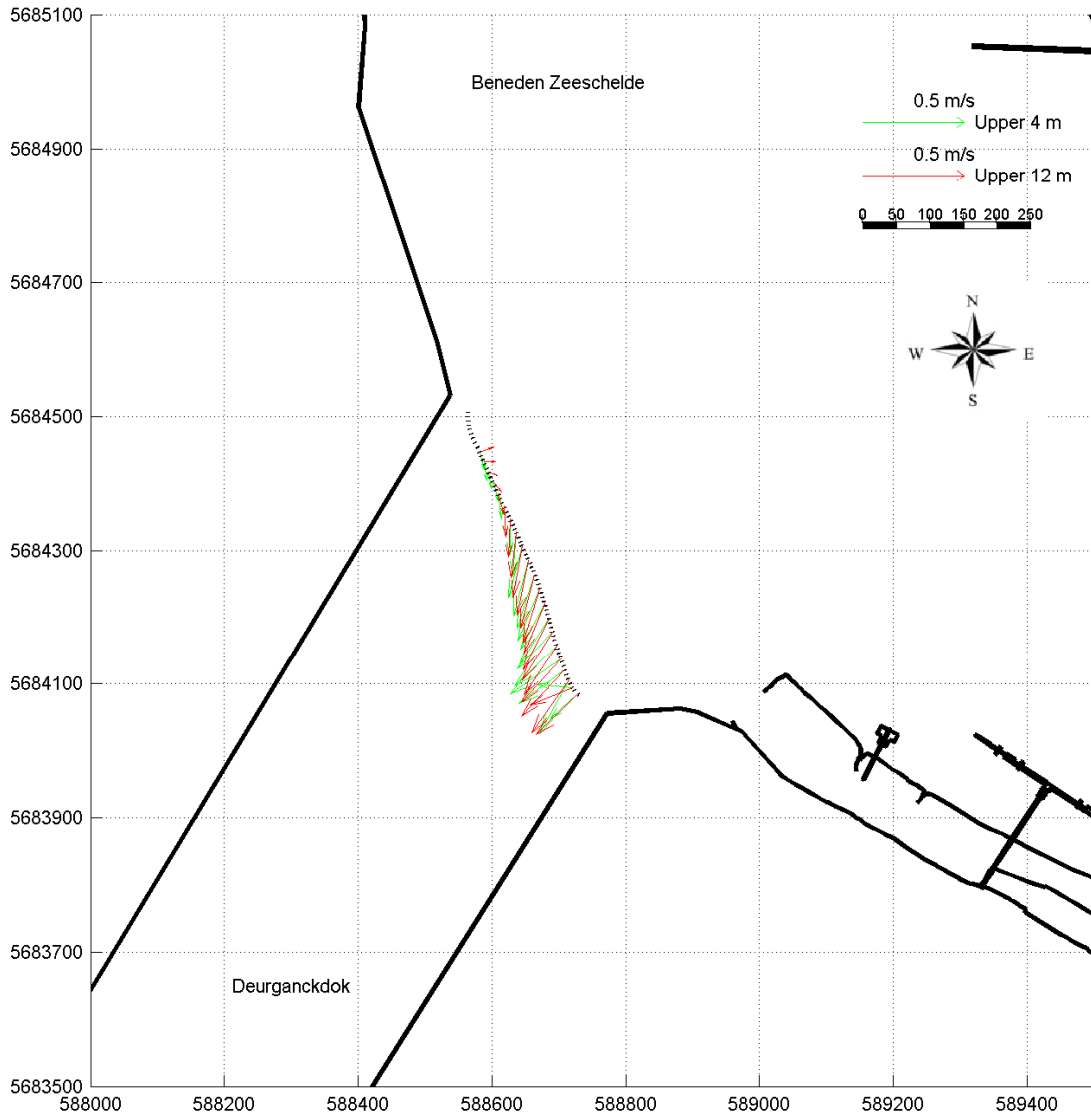 5685100
Beneden Zeeschelde
0.5 m/s
Upper 4 m
5684900
0.5 m/s
Upper 12 m
0 50 100 150 200 250
5684700
N
W E
S
5684500
5684300
5684100
5683900
5683700
Deurganckdok
5683500
588000 588200 588400 588600 588800 589000 589200 589400